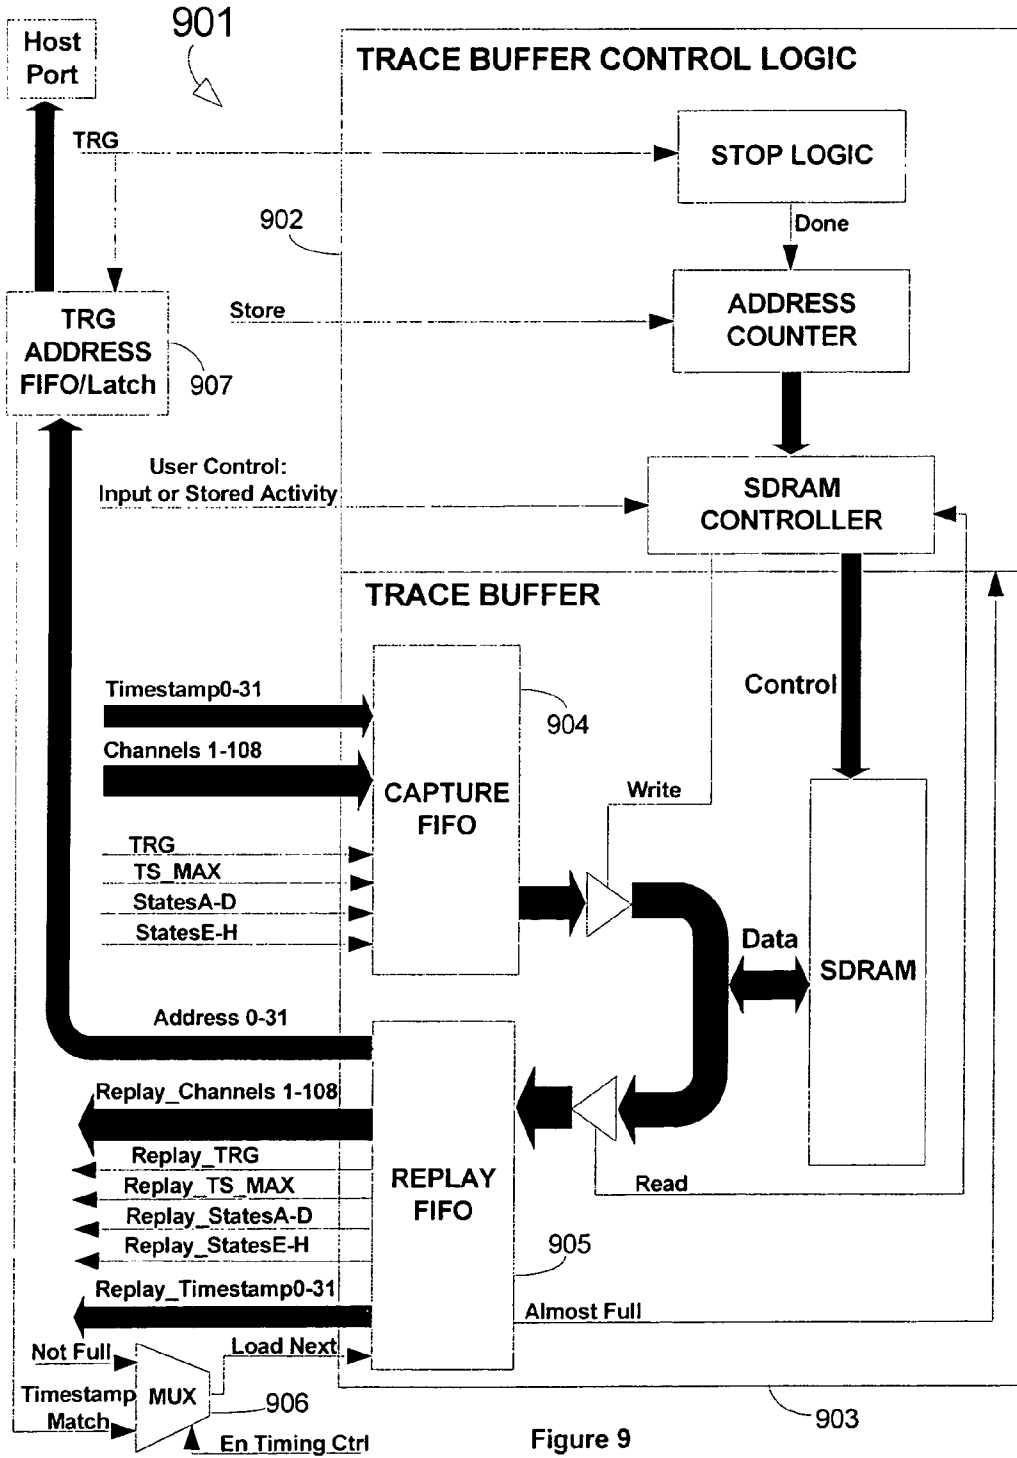 901
Host
Port
TRACE BUFFER CONTROL LOGIC
TRG
STOP LOGIC
902
Done
Store
ADDRESS
COUNTER
TRG
ADDRESS
FIFO/Latch
907
User Control:
Input or Stored Activity
SDRAM
CONTROLLER
TRACE BUFFER
Timestamp0-31
904
Control
Channels 1-108
CAPTURE
FIFO
Write
TRG
TS_MAX
StatesA-D
StatesE-H
Data
SDRAM
Address 0-31
Replay_Channels 1-108
Replay_TRG
Replay_TS_MAX
Replay_StatesA-D
Replay_StatesE-H
REPLAY
FIFO
Read
905
Replay_Timestamp0-31
Almost Full
Not Full
Load Next
Timestamp
Match
MUX
906
903
En Timing Ctrl
Figure 9